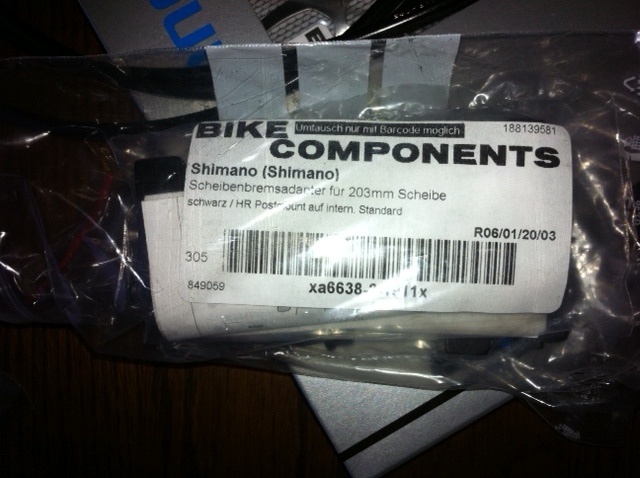 BIKE Umtausch nur mit Barcode möglich 188139581
COMPONENTS
Shimano (Shimano)
Scheibenbremsadapter für 203mm Scheibe
schwarz / HR Postmount auf intern. Standard
R06/01/20/03
305
849059